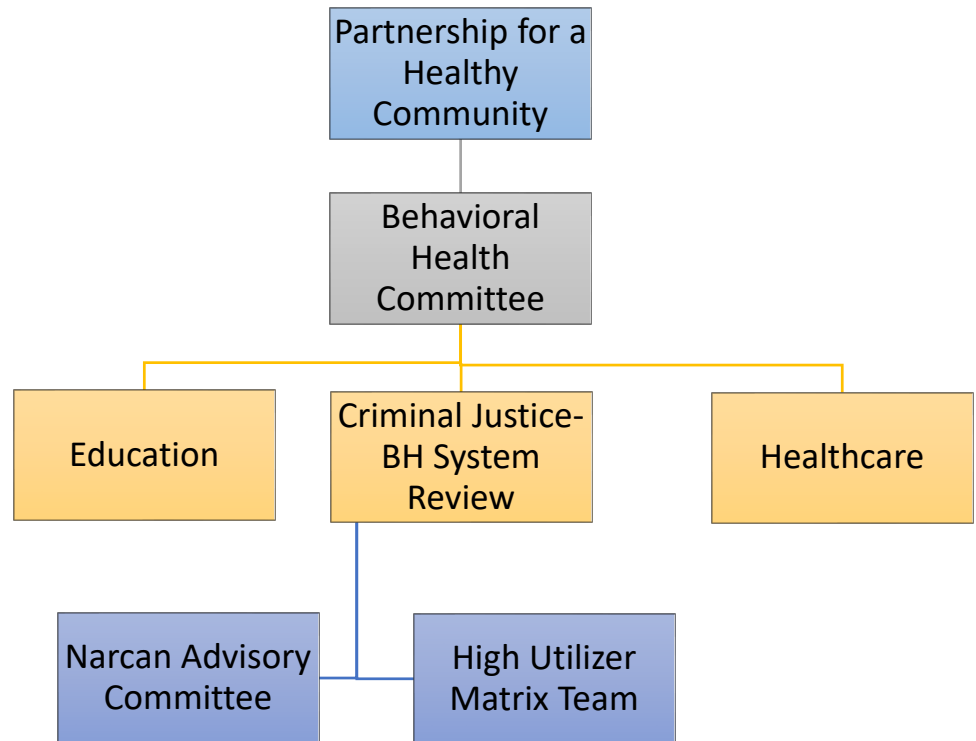 Partnership for a
Healthy
Community
Behavioral
Health
Committee
Education
Criminal Justice-
BH System
Review
Healthcare
Narcan Advisory
Committee
High Utilizer
Matrix Team